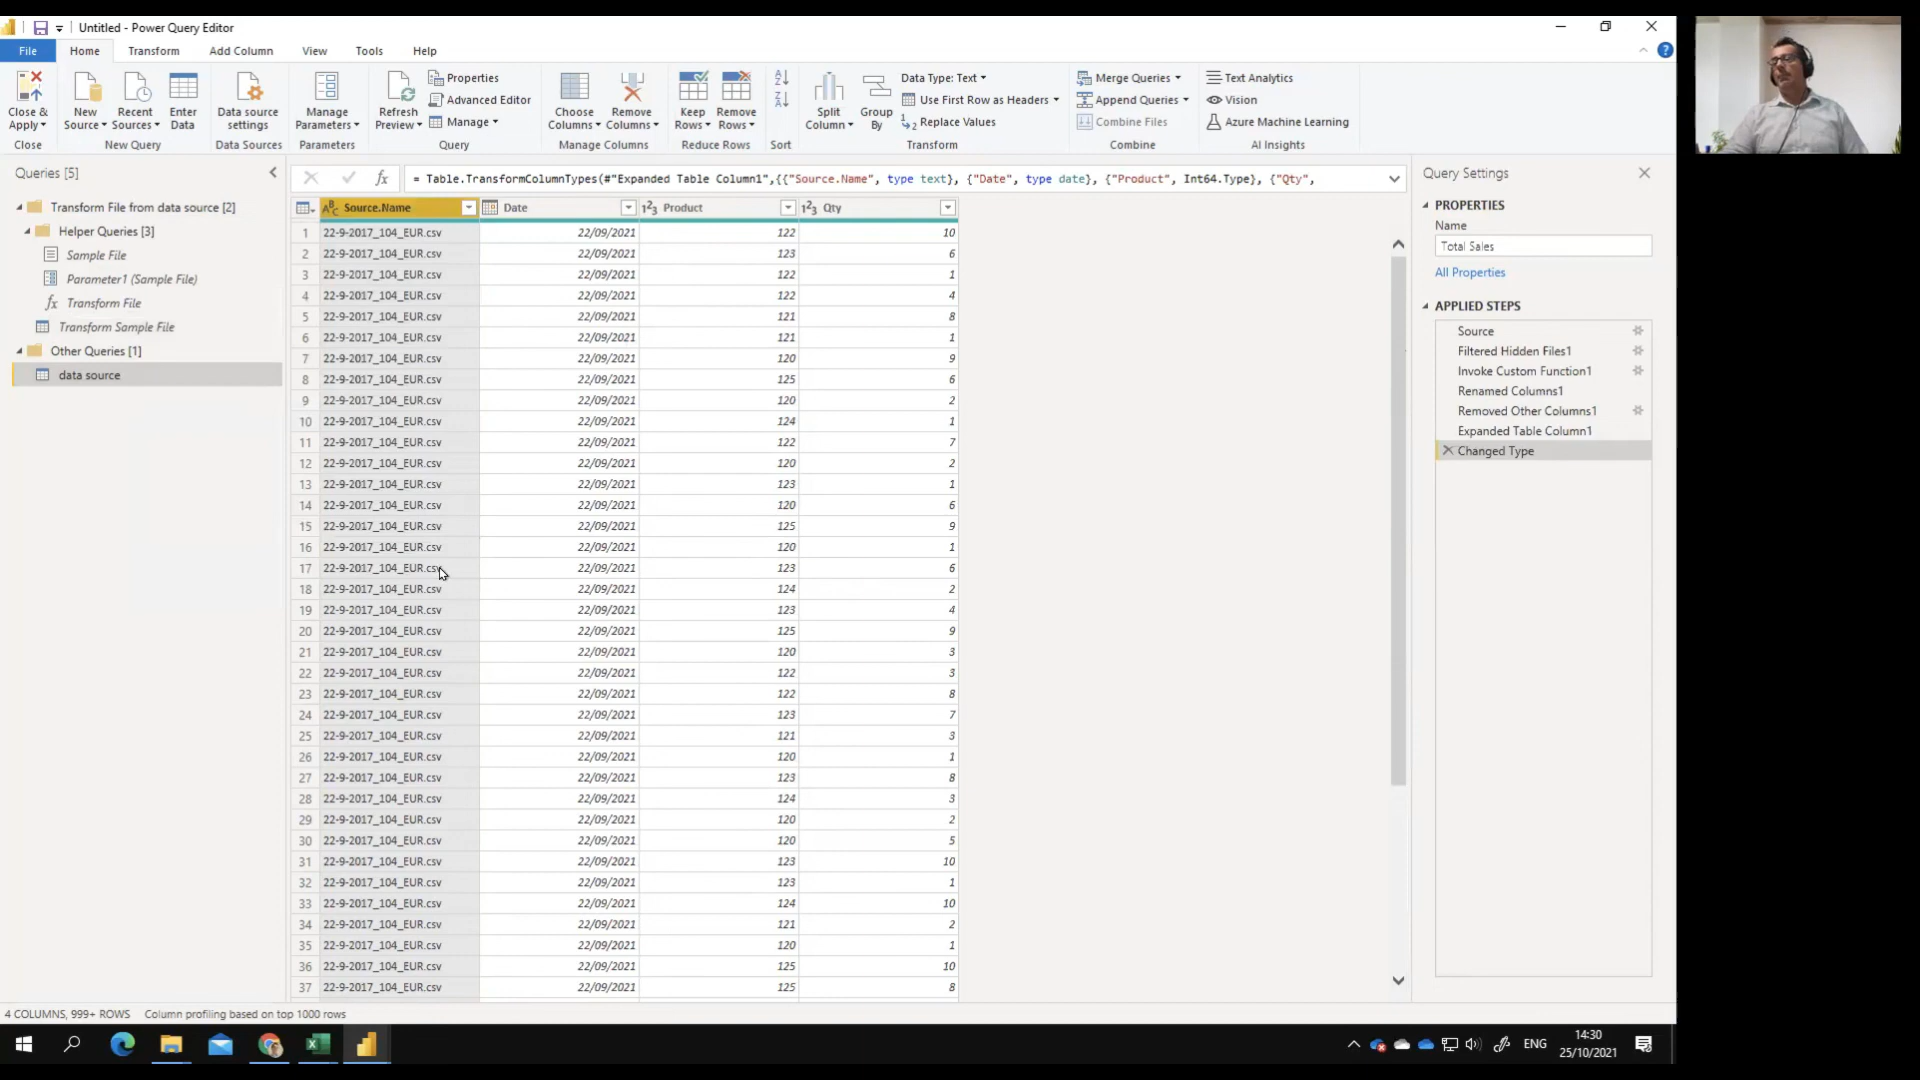 Untitled - Power Query Editor
File Home Transform Add Column View Tools Help
Close & Apply
New Source
Recent Sources
Enter Data
Data source settings
Manage Parameters
Refresh Preview
Properties
Advanced Editor
Manage
Choose Columns
Remove Columns
Keep Rows
Remove Rows
Split Column
Group By
Data Type: Text
Use First Row as Headers
Replace Values
Merge Queries
Append Queries
Combine Files
Text Analytics
Vision
Azure Machine Learning
Close New Query Data Sources Parameters Query Manage Columns Reduce Rows Sort Transform Combine AI Insights
Queries [5]
Transform File from data source [2]
Helper Queries [3]
Sample File
Parameter1 (Sample File)
fx Transform File
Transform Sample File
Other Queries [1]
data source
fx = Table.TransformColumnTypes(#"Expanded Table Column1",{{"Source.Name", type text}, {"Date", type date}, {"Product", Int64.Type}, {"Qty",
ABC Source.Name Date 123 Product 123 Qty
1 22-9-2017_104_EUR.csv 22/09/2021 122 10
2 22-9-2017_104_EUR.csv 22/09/2021 123 6
3 22-9-2017_104_EUR.csv 22/09/2021 122 1
4 22-9-2017_104_EUR.csv 22/09/2021 122 4
5 22-9-2017_104_EUR.csv 22/09/2021 121 8
6 22-9-2017_104_EUR.csv 22/09/2021 121 1
7 22-9-2017_104_EUR.csv 22/09/2021 120 9
8 22-9-2017_104_EUR.csv 22/09/2021 125 6
9 22-9-2017_104_EUR.csv 22/09/2021 120 2
10 22-9-2017_104_EUR.csv 22/09/2021 124 1
11 22-9-2017_104_EUR.csv 22/09/2021 122 7
12 22-9-2017_104_EUR.csv 22/09/2021 120 2
13 22-9-2017_104_EUR.csv 22/09/2021 123 1
14 22-9-2017_104_EUR.csv 22/09/2021 120 6
15 22-9-2017_104_EUR.csv 22/09/2021 125 9
16 22-9-2017_104_EUR.csv 22/09/2021 120 1
17 22-9-2017_104_EUR.csv 22/09/2021 123 6
18 22-9-2017_104_EUR.csv 22/09/2021 124 2
19 22-9-2017_104_EUR.csv 22/09/2021 123 4
20 22-9-2017_104_EUR.csv 22/09/2021 125 9
21 22-9-2017_104_EUR.csv 22/09/2021 120 3
22 22-9-2017_104_EUR.csv 22/09/2021 122 3
23 22-9-2017_104_EUR.csv 22/09/2021 122 8
24 22-9-2017_104_EUR.csv 22/09/2021 123 7
25 22-9-2017_104_EUR.csv 22/09/2021 121 3
26 22-9-2017_104_EUR.csv 22/09/2021 120 1
27 22-9-2017_104_EUR.csv 22/09/2021 123 8
28 22-9-2017_104_EUR.csv 22/09/2021 124 3
29 22-9-2017_104_EUR.csv 22/09/2021 120 2
30 22-9-2017_104_EUR.csv 22/09/2021 120 5
31 22-9-2017_104_EUR.csv 22/09/2021 123 10
32 22-9-2017_104_EUR.csv 22/09/2021 123 1
33 22-9-2017_104_EUR.csv 22/09/2021 124 10
34 22-9-2017_104_EUR.csv 22/09/2021 121 2
35 22-9-2017_104_EUR.csv 22/09/2021 120 1
36 22-9-2017_104_EUR.csv 22/09/2021 125 10
37 22-9-2017_104_EUR.csv 22/09/2021 125 8
Query Settings
PROPERTIES
Name
Total Sales
All Properties
APPLIED STEPS
Source
Filtered Hidden Files1
Invoke Custom Function1
Renamed Columns1
Removed Other Columns1
Expanded Table Column1
Changed Type
4 COLUMNS, 999+ ROWS Column profiling based on top 1000 rows
ENG
14:30
25/10/2021